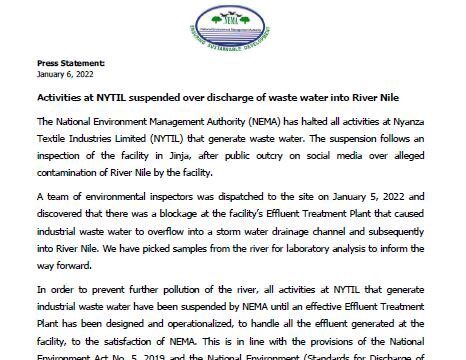 NEMA
National Environment Management Authority
ENSURING SUSTAINABLE DEVELOPMENT
Press Statement:
January 6, 2022
Activities at NYTIL suspended over discharge of waste water into River Nile
The National Environment Management Authority (NEMA) has halted all activities at Nyanza
Textile Industries Limited (NYTIL) that generate waste water. The suspension follows an
inspection of the facility in Jinja, after public outcry on social media over alleged
contamination of River Nile by the facility.
A team of environmental inspectors was dispatched to the site on January 5, 2022 and
discovered that there was a blockage at the facility's Effluent Treatment Plant that caused
industrial waste water to overflow into a storm water drainage channel and subsequently
into River Nile. We have picked samples from the river for laboratory analysis to inform the
way forward.
In order to prevent further pollution of the river, all activities at NYTIL that generate
industrial waste water have been suspended by NEMA until an effective Effluent Treatment
Plant has been designed and operationalized, to handle all the effluent generated at the
facility, to the satisfaction of NEMA. This is in line with the provisions of the National
Environment Act No. 5, 2019 and the National Environment (Standards for Discharge of